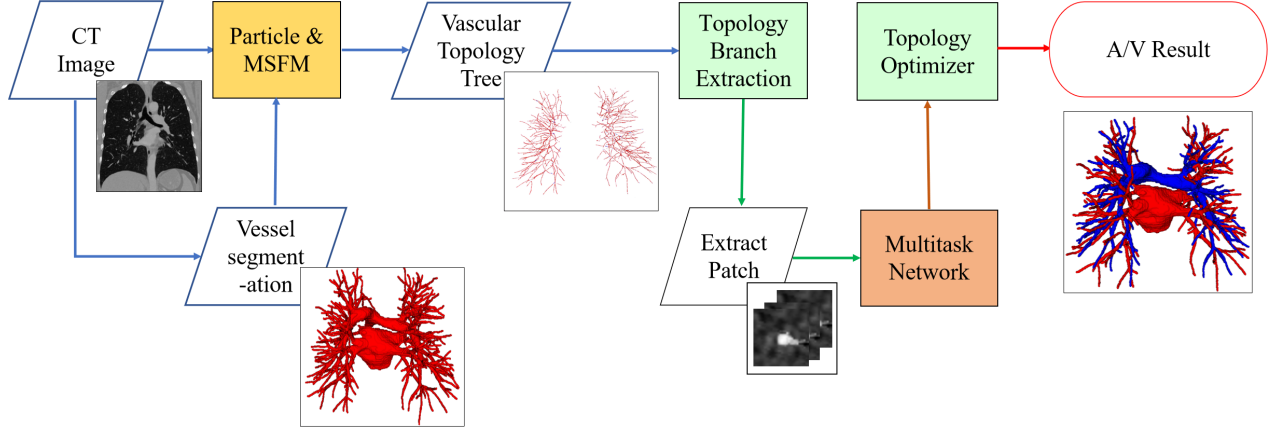 CT
Image
Particle &
MSFM
Vascular
Topology
Tree
Topology
Branch
Extraction
Topology
Optimizer
A/V Result
Vessel
segment
-ation
Extract
Patch
Multitask
Network